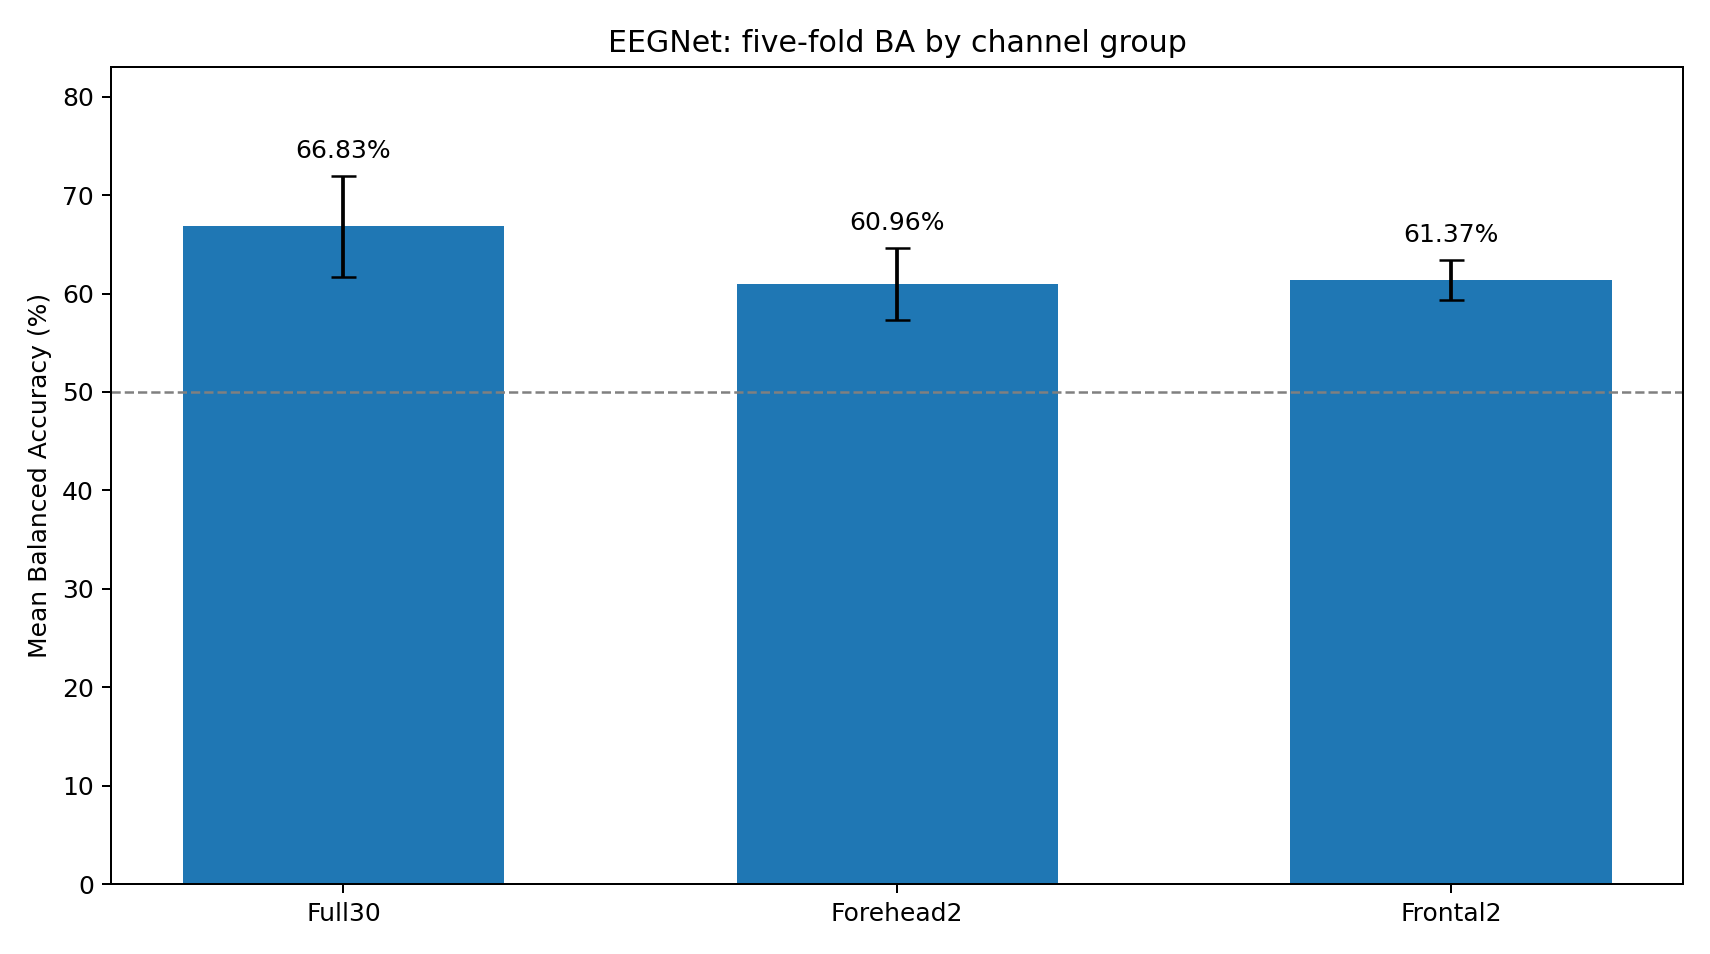 EEGNet: five-fold BA by channel group
Mean Balanced Accuracy (%)
80
70
60
50
40
30
20
10
0
66.83%
60.96%
61.37%
Full30
Forehead2
Frontal2